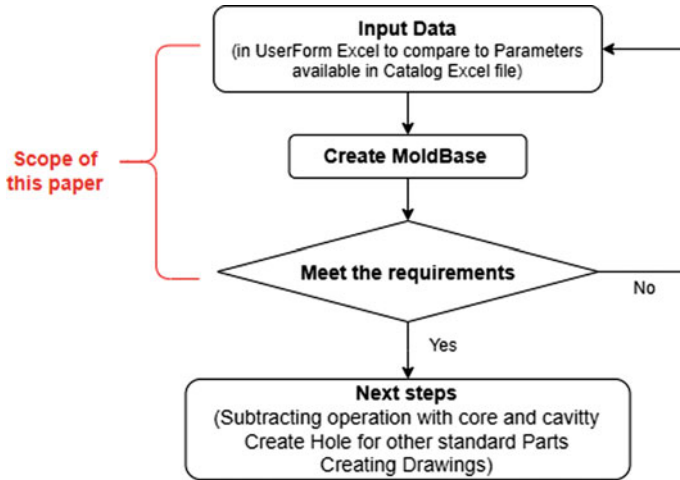 Input Data
(in UserForm Excel to compare to Parameters
available in Catalog Excel file)
Scope of
this paper
Create MoldBase
Meet the requirements
No
Yes
Next steps
(Subtracting operation with core and cavitty
Create Hole for other standard Parts
Creating Drawings)